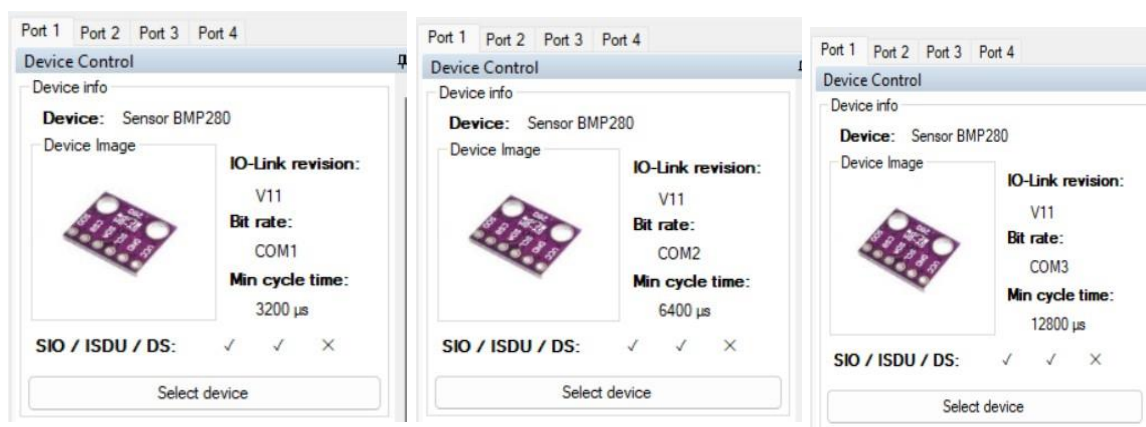 Port 1 Port 2 Port 3 Port 4
Device Control
Device info
Device: Sensor BMP280
Device Image
IO-Link revision:
V11
Bit rate:
COM1
Min cycle time:
3200 µs
SIO / ISDU / DS: ✓ ✓ ✕
Select device
Port 1 Port 2 Port 3 Port 4
Device Control
Device info
Device: Sensor BMP280
Device Image
IO-Link revision:
V11
Bit rate:
COM2
Min cycle time:
6400 µs
SIO / ISDU / DS: ✓ ✓ ✕
Select device
Port 1 Port 2 Port 3 Port 4
Device Control
Device info
Device: Sensor BMP280
Device Image
IO-Link revision:
V11
Bit rate:
COM3
Min cycle time:
12800 µs
SIO / ISDU / DS: ✓ ✓ ✕
Select device